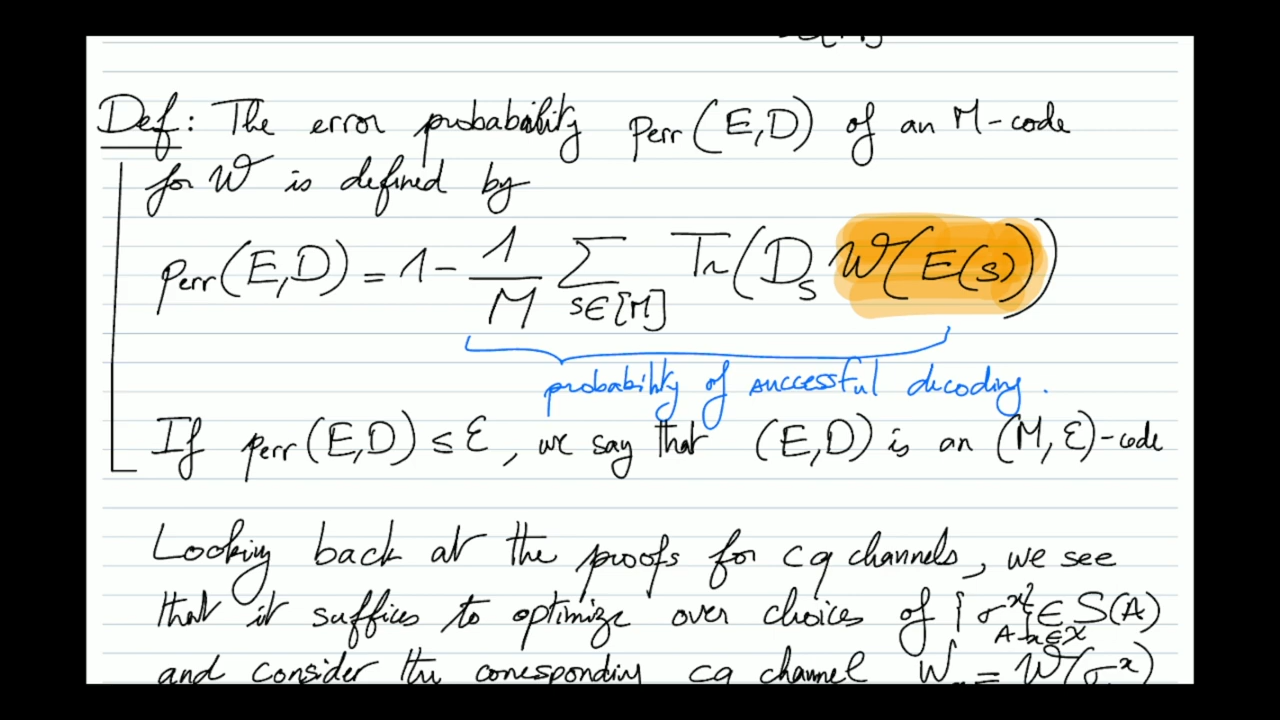 Def: The error probability Perr(E,D) of an M-code
for W is defined by
Perr(E,D) = 1 - 1/M ∑ s∈[M] Tr(D_s W(E(s)))
probability of successful decoding.
If Perr(E,D) ≤ ε, we say that (E,D) is an (M,ε)-code
Looking back at the proofs for cq channels, we see
that it suffices to optimize over choices of {σ_A^x}_{x∈X} ∈ S(A)
and consider the corresponding cq channel W_x = W(σ^x)